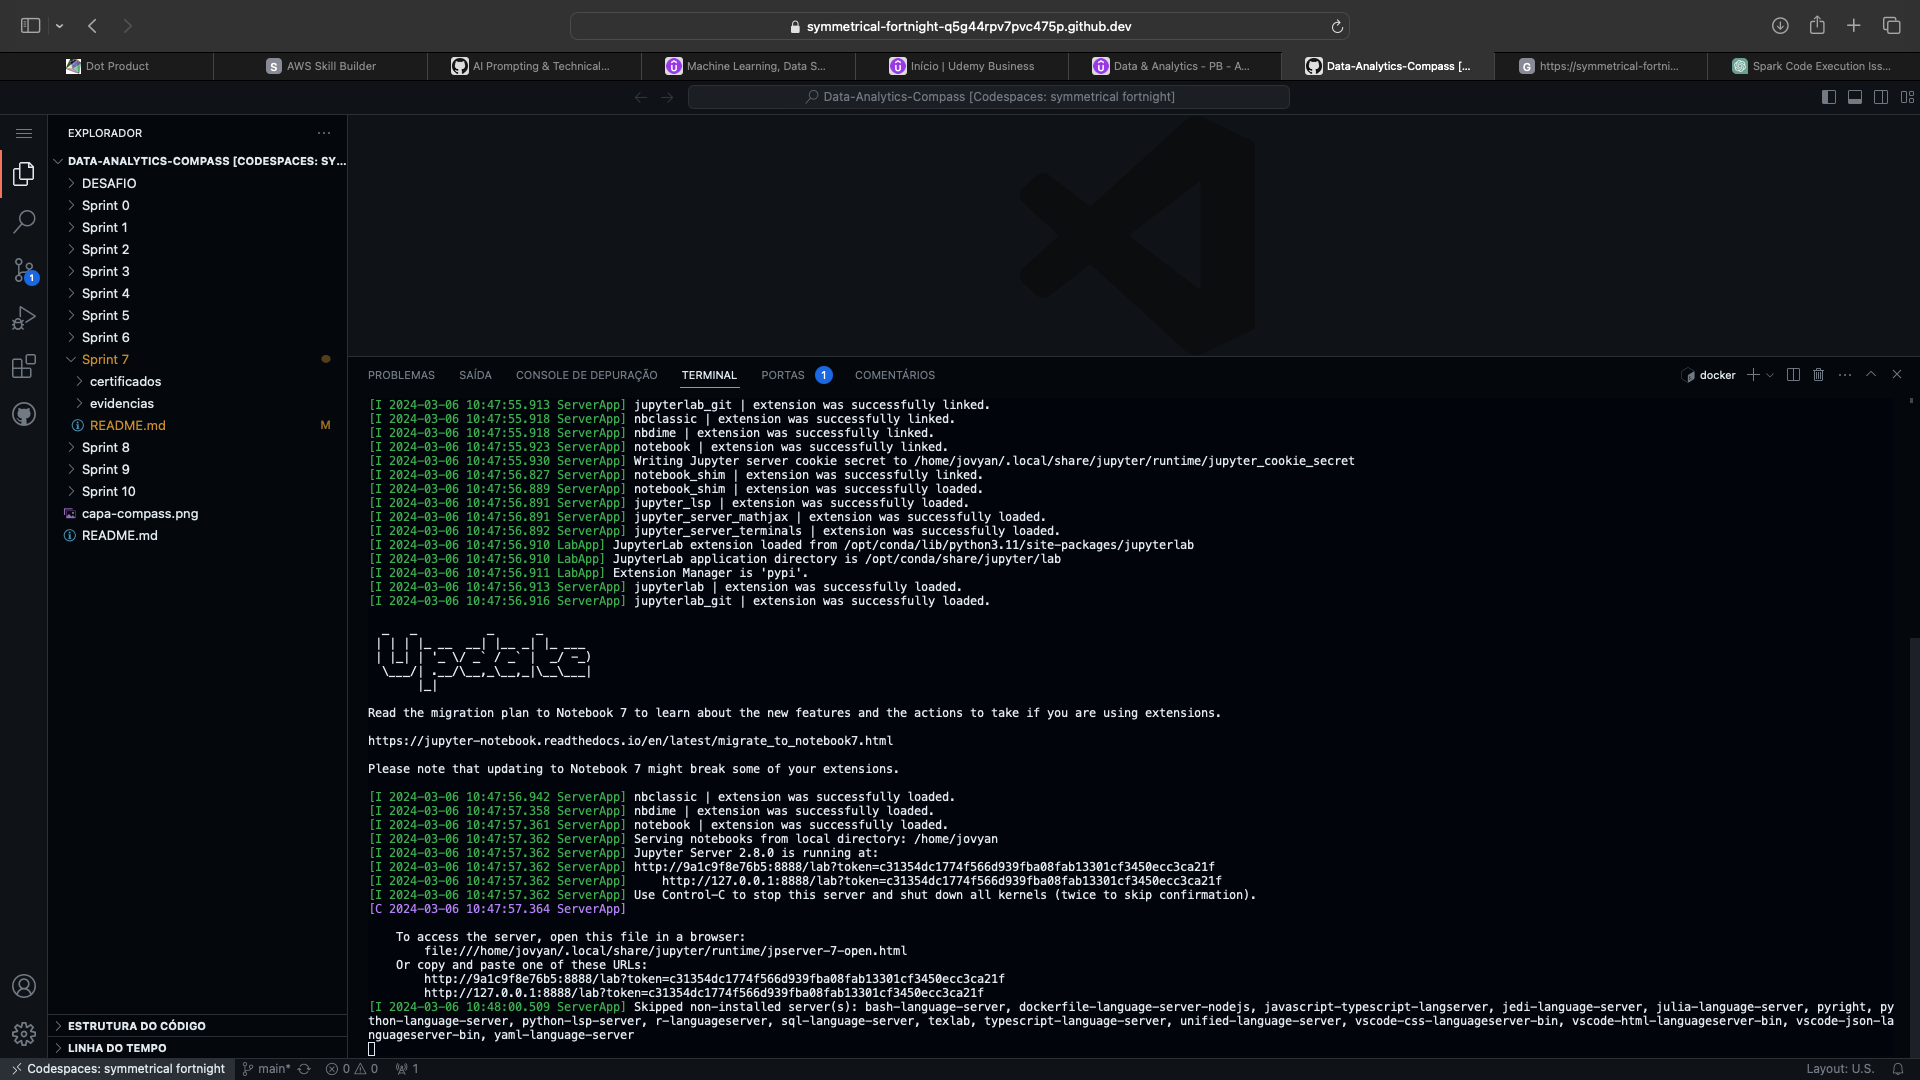 symmetrical-fortnight-q5g44rpv7pvc475p.github.dev
Dot Product
AWS Skill Builder
AI Prompting & Technical...
Machine Learning, Data S...
Início | Udemy Business
Data & Analytics - PB - A...
Data-Analytics-Compass [...
https://symmetrical-fortni...
Spark Code Execution Iss...
Data-Analytics-Compass [Codespaces: symmetrical fortnight]
EXPLORADOR
DATA-ANALYTICS-COMPASS [CODESPACES: SY...
DESAFIO
Sprint 0
Sprint 1
Sprint 2
Sprint 3
Sprint 4
Sprint 5
Sprint 6
Sprint 7
certificados
evidencias
README.md M
Sprint 8
Sprint 9
Sprint 10
capa-compass.png
README.md
1
ESTRUTURA DO CÓDIGO
LINHA DO TEMPO
PROBLEMAS SAÍDA CONSOLE DE DEPURAÇÃO TERMINAL PORTAS 1 COMENTÁRIOS
docker
[I 2024-03-06 10:47:55.913 ServerApp] jupyterlab_git | extension was successfully linked.
[I 2024-03-06 10:47:55.918 ServerApp] nbclassic | extension was successfully linked.
[I 2024-03-06 10:47:55.918 ServerApp] nbdime | extension was successfully linked.
[I 2024-03-06 10:47:55.923 ServerApp] notebook | extension was successfully linked.
[I 2024-03-06 10:47:55.930 ServerApp] Writing Jupyter server cookie secret to /home/jovyan/.local/share/jupyter/runtime/jupyter_cookie_secret
[I 2024-03-06 10:47:56.827 ServerApp] notebook_shim | extension was successfully linked.
[I 2024-03-06 10:47:56.889 ServerApp] notebook_shim | extension was successfully loaded.
[I 2024-03-06 10:47:56.891 ServerApp] jupyter_lsp | extension was successfully loaded.
[I 2024-03-06 10:47:56.891 ServerApp] jupyter_server_mathjax | extension was successfully loaded.
[I 2024-03-06 10:47:56.892 ServerApp] jupyter_server_terminals | extension was successfully loaded.
[I 2024-03-06 10:47:56.910 LabApp] JupyterLab extension loaded from /opt/conda/lib/python3.11/site-packages/jupyterlab
[I 2024-03-06 10:47:56.910 LabApp] JupyterLab application directory is /opt/conda/share/jupyter/lab
[I 2024-03-06 10:47:56.911 LabApp] Extension Manager is 'pypi'.
[I 2024-03-06 10:47:56.913 ServerApp] jupyterlab | extension was successfully loaded.
[I 2024-03-06 10:47:56.916 ServerApp] jupyterlab_git | extension was successfully loaded.
Update
Read the migration plan to Notebook 7 to learn about the new features and the actions to take if you are using extensions.
https://jupyter-notebook.readthedocs.io/en/latest/migrate_to_notebook7.html
Please note that updating to Notebook 7 might break some of your extensions.
[I 2024-03-06 10:47:56.942 ServerApp] nbclassic | extension was successfully loaded.
[I 2024-03-06 10:47:57.358 ServerApp] nbdime | extension was successfully loaded.
[I 2024-03-06 10:47:57.361 ServerApp] notebook | extension was successfully loaded.
[I 2024-03-06 10:47:57.362 ServerApp] Serving notebooks from local directory: /home/jovyan
[I 2024-03-06 10:47:57.362 ServerApp] Jupyter Server 2.8.0 is running at:
[I 2024-03-06 10:47:57.362 ServerApp] http://9a1c9f8e76b5:8888/lab?token=c31354dc1774f566d939fba08fab13301cf3450ecc3ca21f
[I 2024-03-06 10:47:57.362 ServerApp] http://127.0.0.1:8888/lab?token=c31354dc1774f566d939fba08fab13301cf3450ecc3ca21f
[I 2024-03-06 10:47:57.362 ServerApp] Use Control-C to stop this server and shut down all kernels (twice to skip confirmation).
[C 2024-03-06 10:47:57.364 ServerApp]
To access the server, open this file in a browser:
file:///home/jovyan/.local/share/jupyter/runtime/jpserver-7-open.html
Or copy and paste one of these URLs:
http://9a1c9f8e76b5:8888/lab?token=c31354dc1774f566d939fba08fab13301cf3450ecc3ca21f
http://127.0.0.1:8888/lab?token=c31354dc1774f566d939fba08fab13301cf3450ecc3ca21f
[I 2024-03-06 10:48:00.509 ServerApp] Skipped non-installed server(s): bash-language-server, dockerfile-language-server-nodejs, javascript-typescript-langserver, jedi-language-server, julia-language-server, pyright, py
thon-language-server, python-lsp-server, r-languageserver, sql-language-server, texlab, typescript-language-server, unified-language-server, vscode-css-languageserver-bin, vscode-html-languageserver-bin, vscode-json-la
nguageserver-bin, yaml-language-server
Codespaces: symmetrical fortnight main* 0 0 1 Layout: U.S.